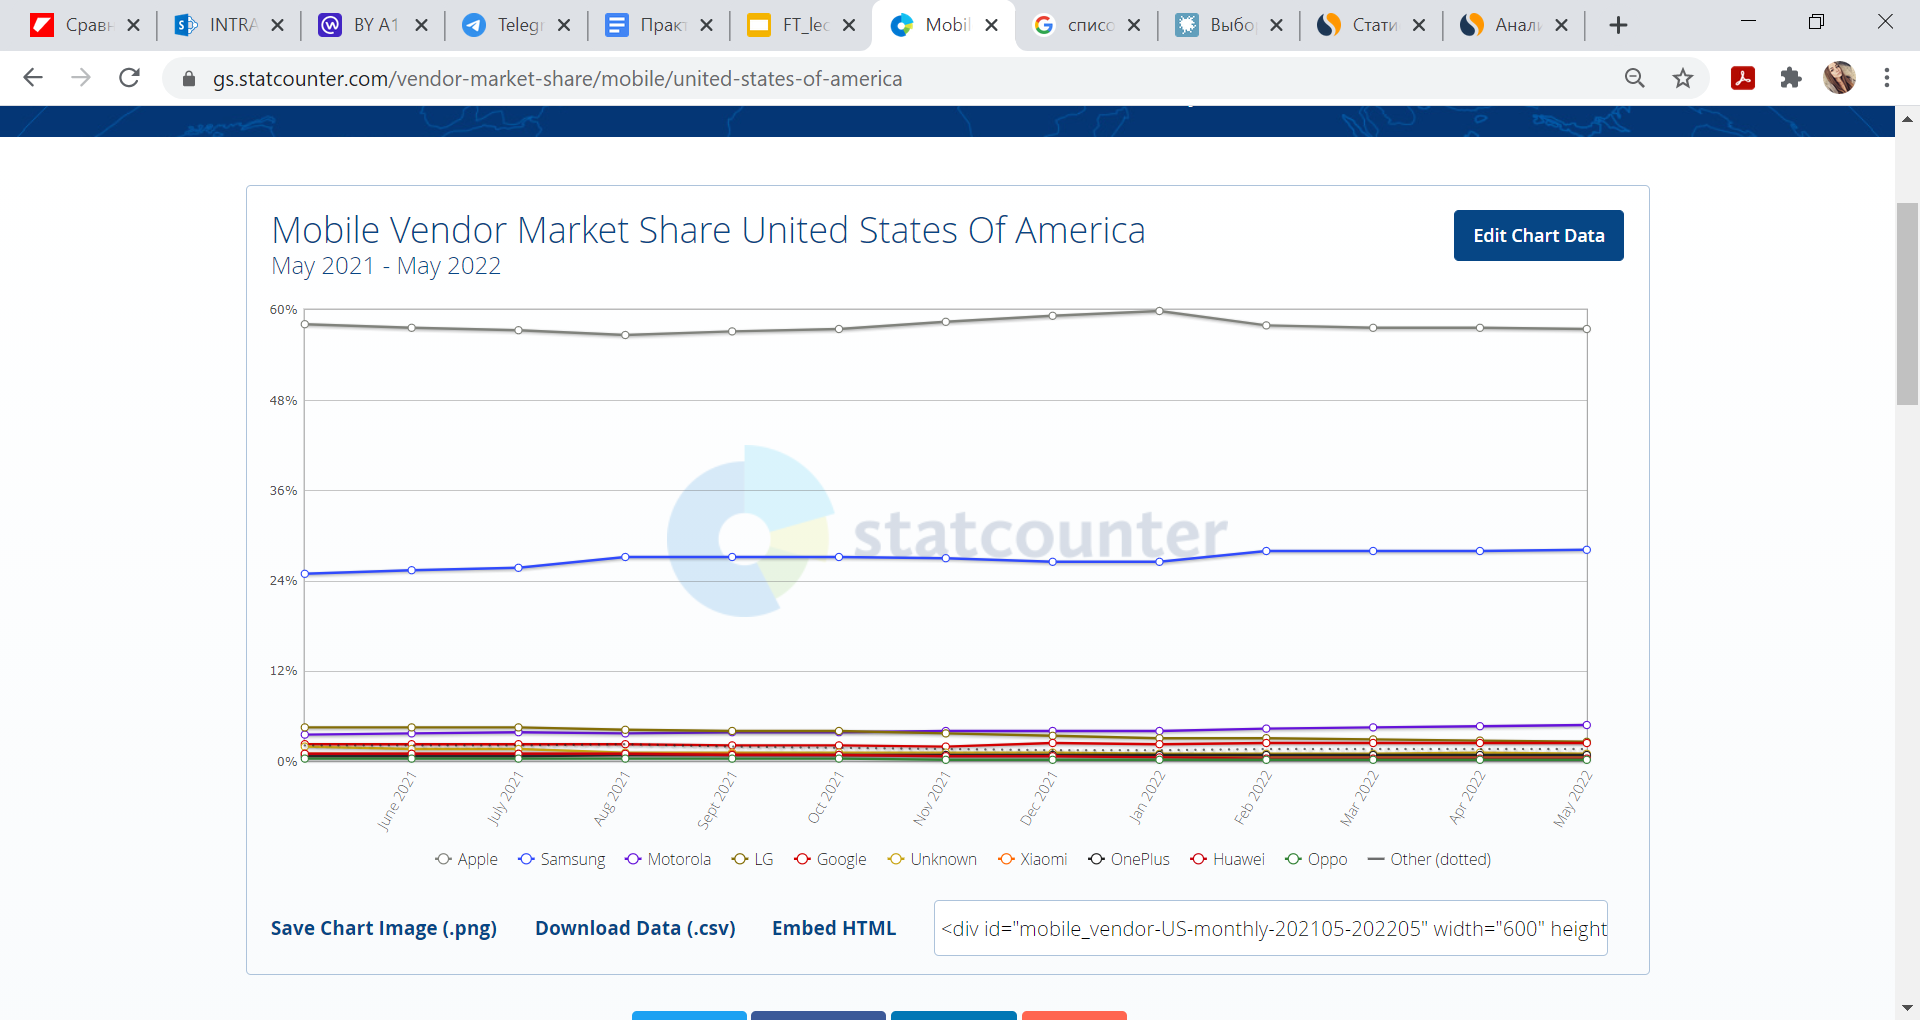 Сравн INTRA BY A1 Telegr Практ FT_lec Mobil списо Выбор Стати Анали
gs.statcounter.com/vendor-market-share/mobile/united-states-of-america
Mobile Vendor Market Share United States Of America
Edit Chart Data
May 2021 - May 2022
60%
48%
36%
statcounter
24%
12%
0%
June 2021 July 2021 Aug 2021 Sept 2021 Oct 2021 Nov 2021 Dec 2021 Jan 2022 Feb 2022 Mar 2022 Apr 2022 May 2022
Apple Samsung Motorola LG Google Unknown Xiaomi OnePlus Huawei Oppo Other (dotted)
Save Chart Image (.png) Download Data (.csv) Embed HTML <div id="mobile_vendor-US-monthly-202105-202205" width="600" height